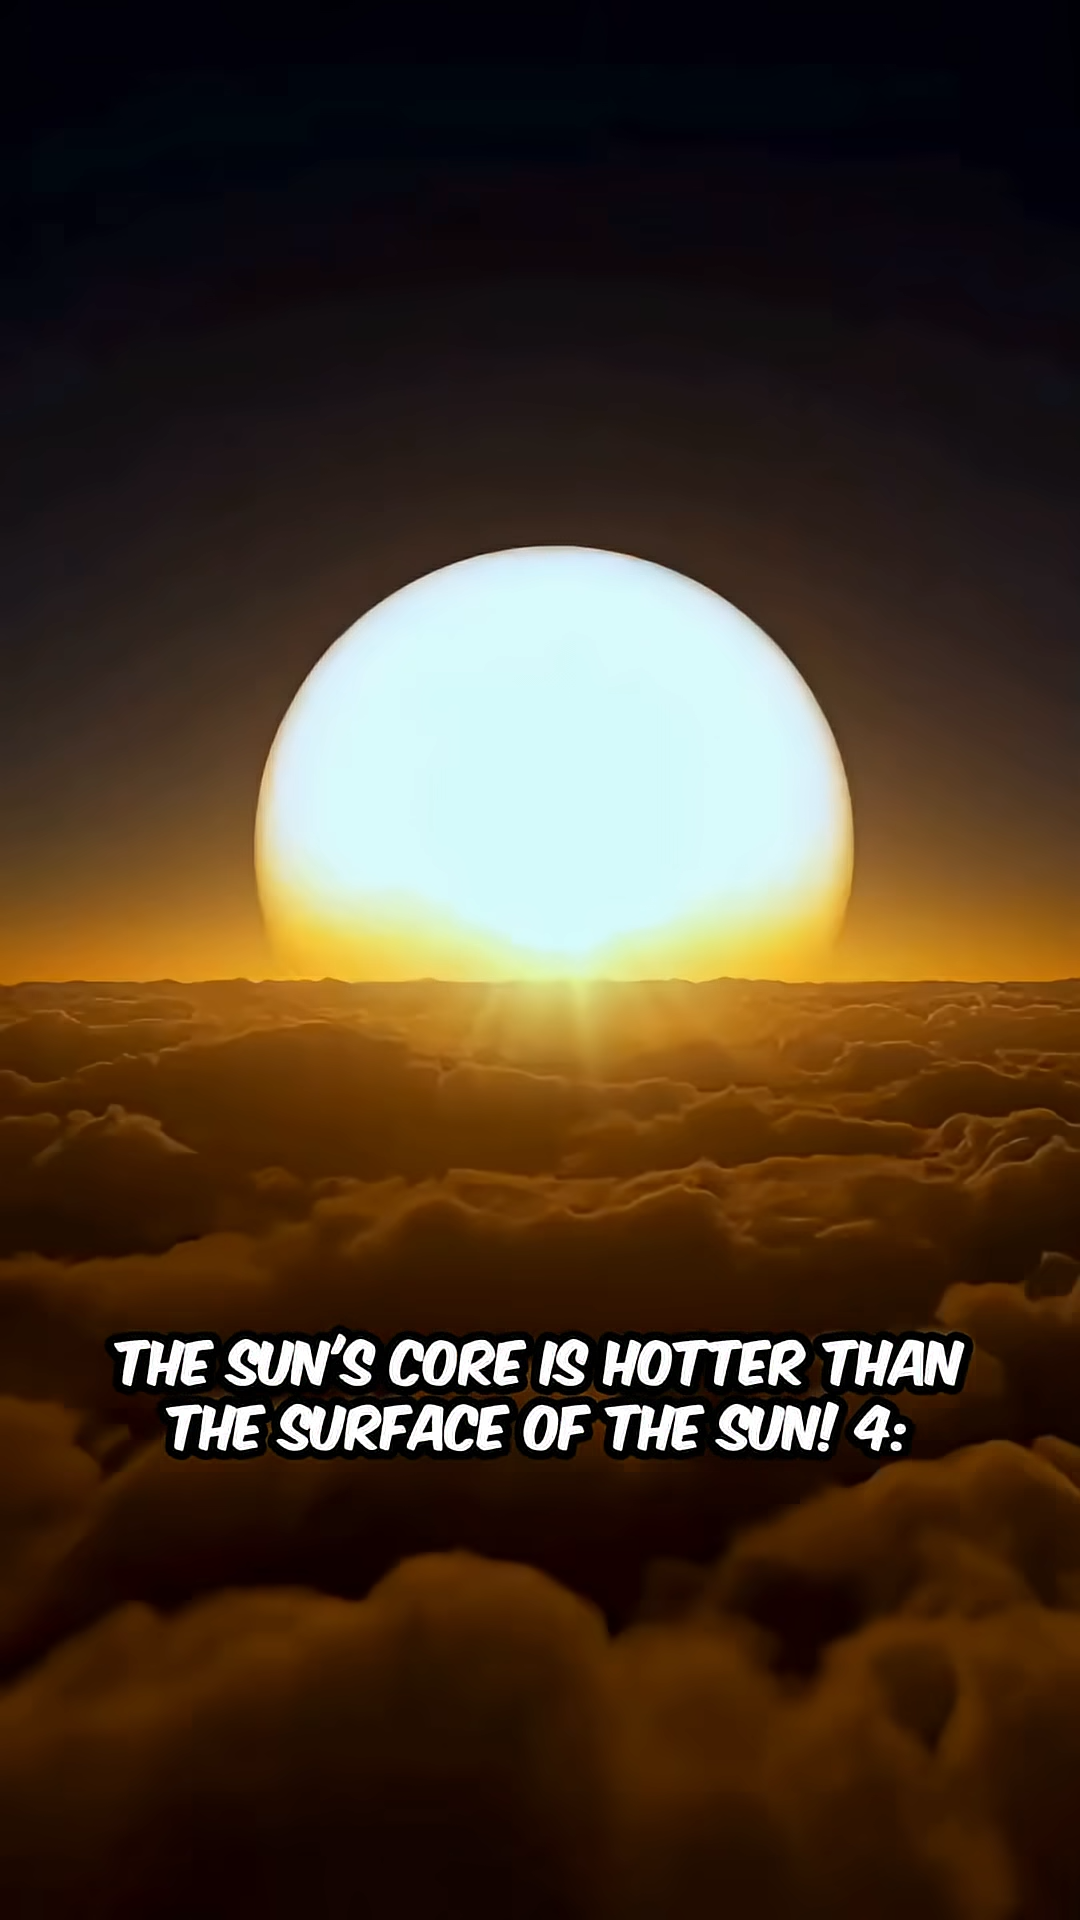 THE SUN'S CORE IS HOTTER THAN
THE SURFACE OF THE SUN! 4: